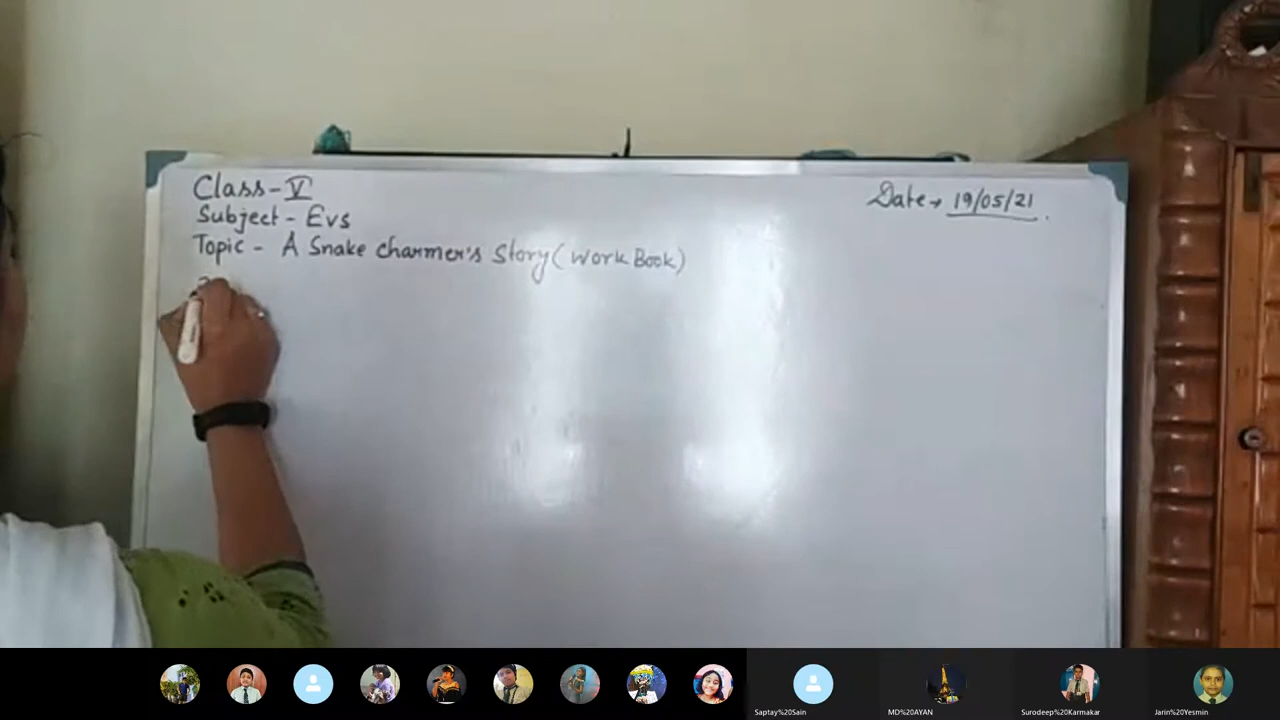 Class-V
Date→ 19/05/21.
Subject - Evs
Topic - A Snake charmer's Story (Work Book)
Saptay%20Sain
MD%20AYAN
Surodeep%20Karmakar
Jarin%20Yesmin